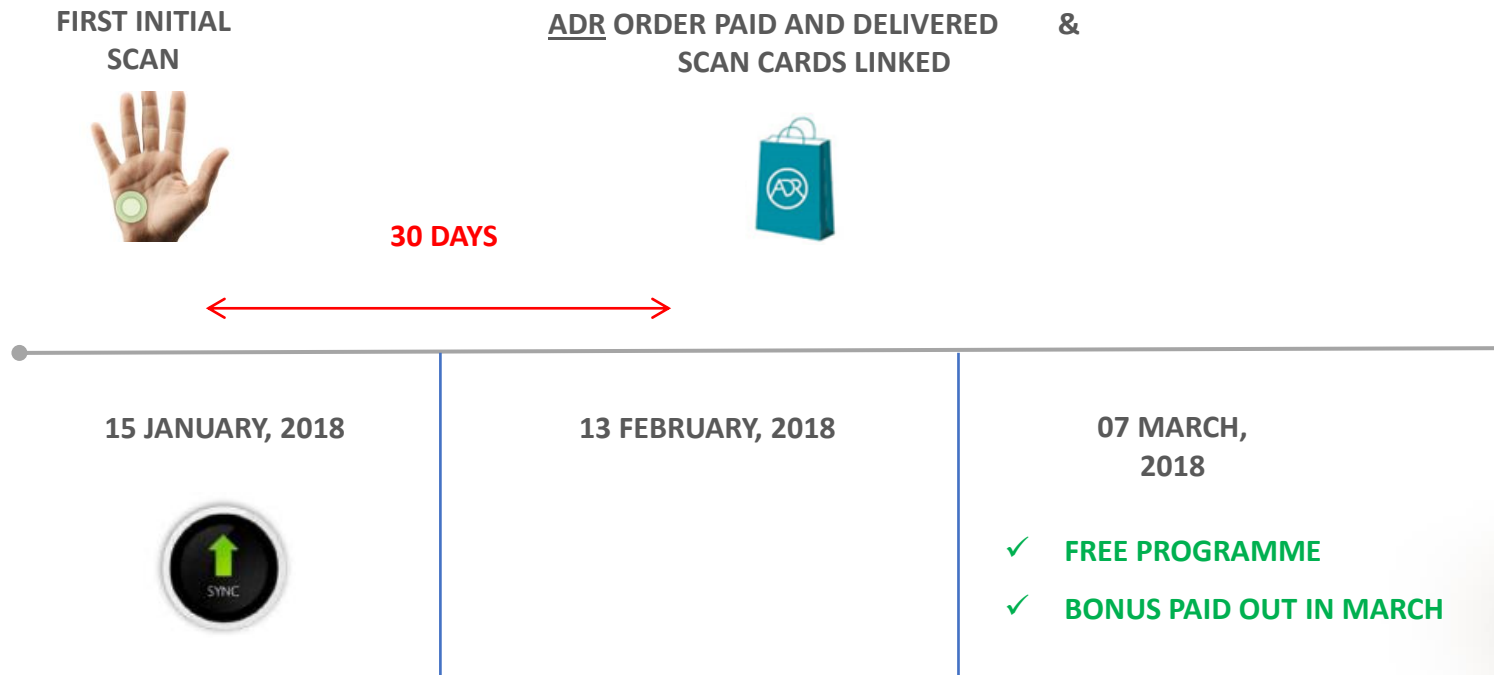 FIRST INITIAL
SCAN
ADR ORDER PAID AND DELIVERED &
SCAN CARDS LINKED
ADR
30 DAYS
15 JANUARY, 2018
13 FEBRUARY, 2018
07 MARCH,
2018
SYNC
✓ FREE PROGRAMME
✓ BONUS PAID OUT IN MARCH